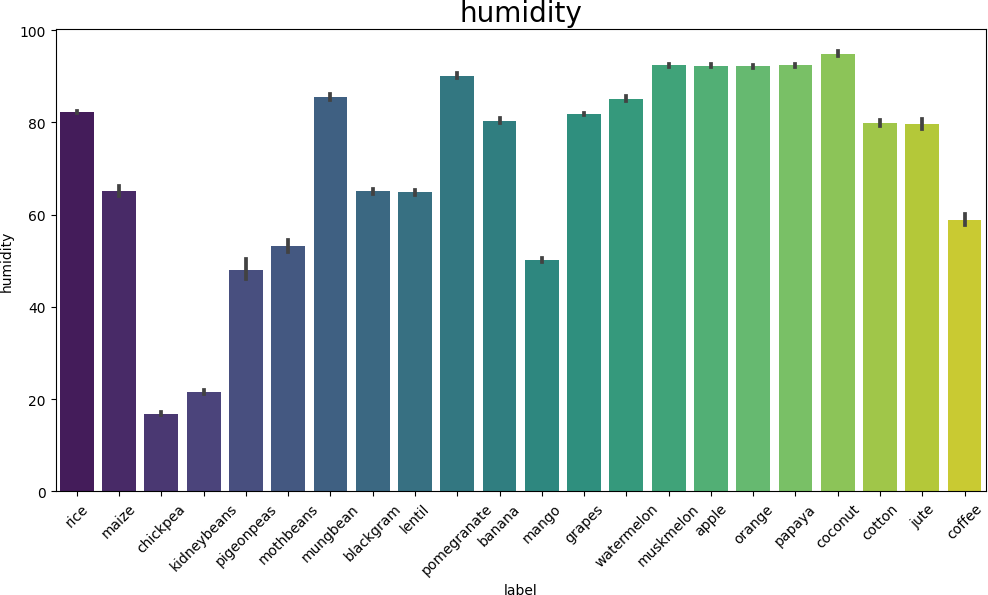 humidity
humidity
100
80
60
40
20
0
rice
maize
chickpea
kidneybeans
pigeonpeas
mothbeans
mungbean
blackgram
lentil
pomegranate
banana
mango
grapes
watermelon
muskmelon
apple
orange
papaya
coconut
cotton
jute
coffee
label